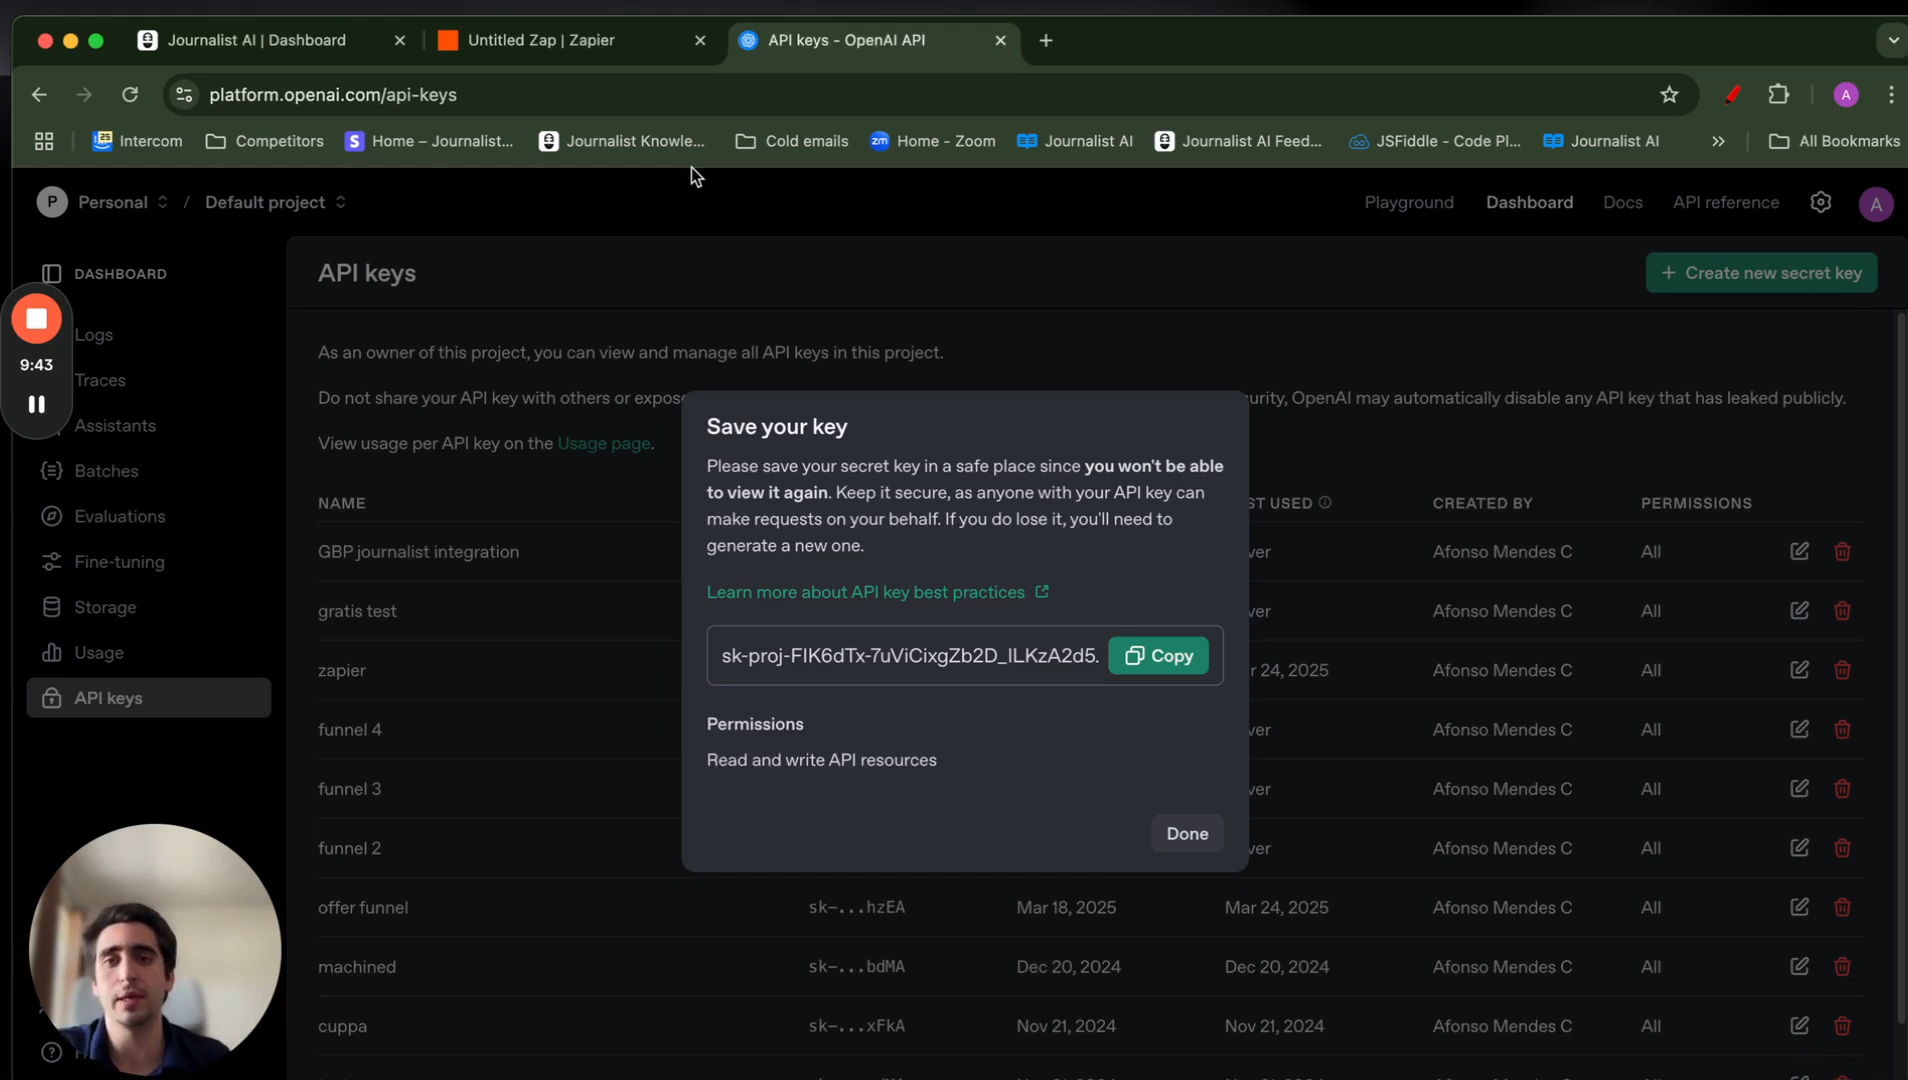 Journalist AI | Dashboard
Untitled Zap | Zapier
API keys - OpenAI API
platform.openai.com/api-keys
A
Intercom
Competitors
Home – Journalist...
Journalist Knowle...
Cold emails
zm Home - Zoom
Journalist AI
Journalist AI Feed...
JSFiddle - Code Pl...
Journalist AI
All Bookmarks
P Personal / Default project
Playground
Dashboard
Docs
API reference
A
DASHBOARD
9:43
Logs
Traces
Assistants
Batches
Evaluations
Fine-tuning
Storage
Usage
API keys
API keys
+ Create new secret key
As an owner of this project, you can view and manage all API keys in this project.
Do not share your API key with others or expos
urity, OpenAI may automatically disable any API key that has leaked publicly.
View usage per API key on the Usage page.
NAME
ST USED
CREATED BY
PERMISSIONS
GBP journalist integration ver Afonso Mendes C All
gratis test ver Afonso Mendes C All
zapier r 24, 2025 Afonso Mendes C All
funnel 4 ver Afonso Mendes C All
funnel 3 ver Afonso Mendes C All
funnel 2 ver Afonso Mendes C All
offer funnel sk-...hzEA Mar 18, 2025 Mar 24, 2025 Afonso Mendes C All
machined sk-...bdMA Dec 20, 2024 Dec 20, 2024 Afonso Mendes C All
cuppa sk-...xFkA Nov 21, 2024 Nov 21, 2024 Afonso Mendes C All
Save your key
Please save your secret key in a safe place since you won't be able
to view it again. Keep it secure, as anyone with your API key can
make requests on your behalf. If you do lose it, you'll need to
generate a new one.
Learn more about API key best practices
sk-proj-FIK6dTx-7uViCixgZb2D_lLKzA2d5.
Copy
Permissions
Read and write API resources
Done